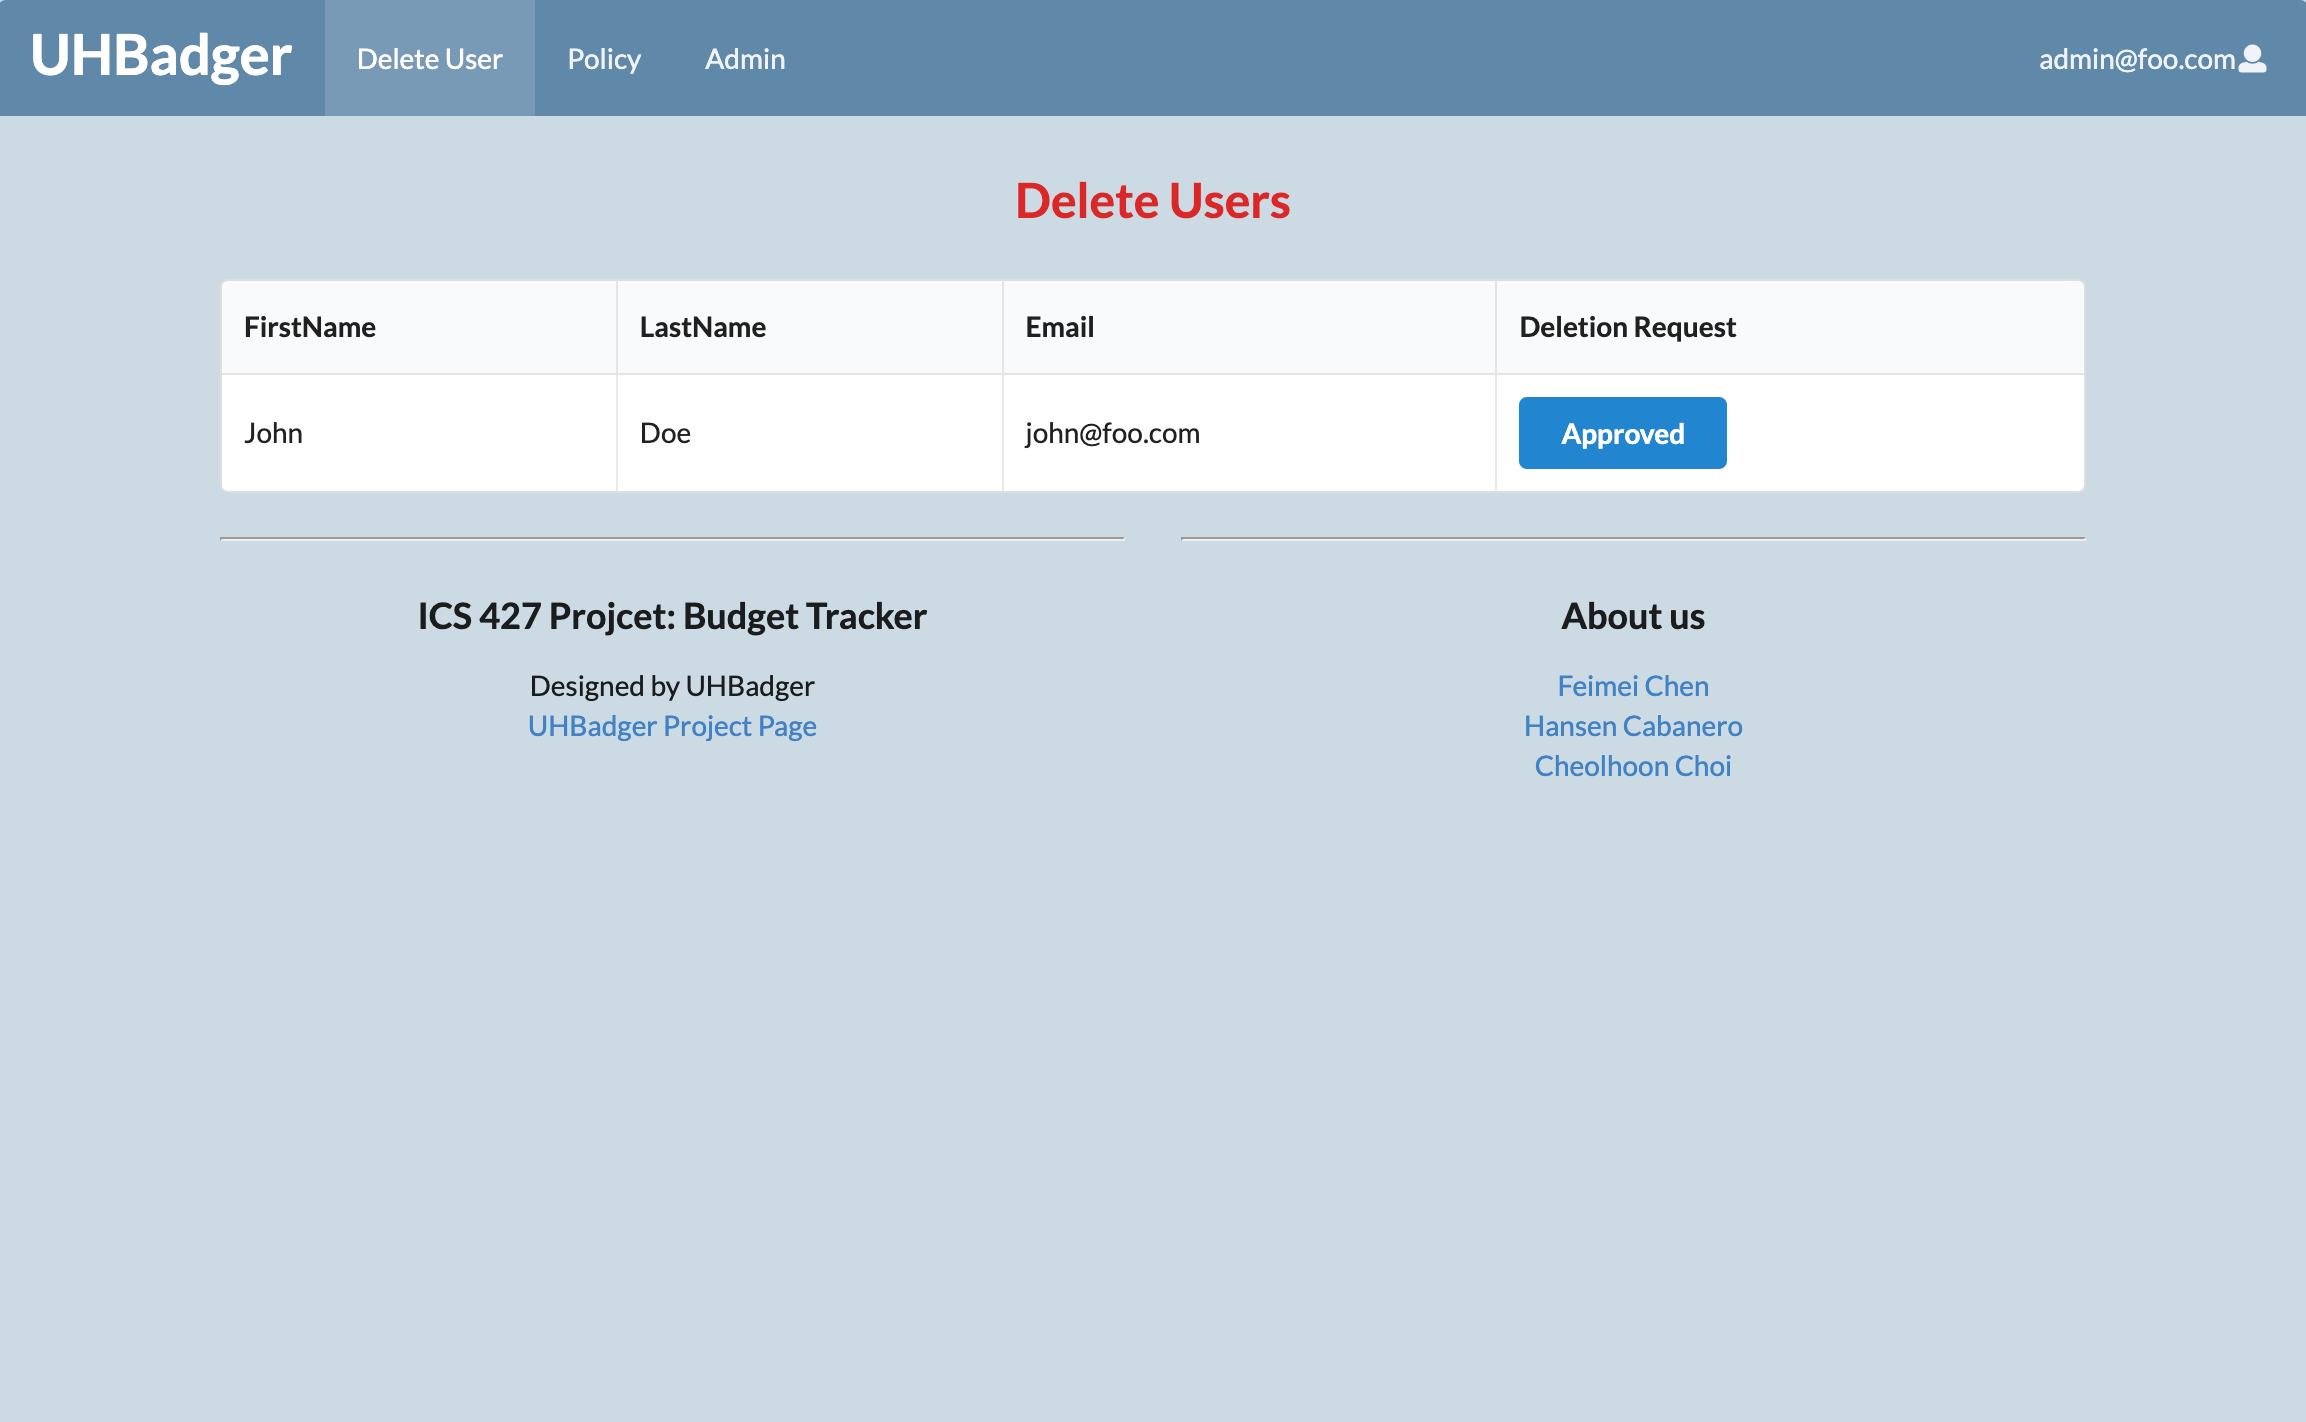 UHBadger Delete User Policy Admin admin@foo.com
Delete Users
FirstName LastName Email Deletion Request
John Doe john@foo.com Approved
ICS 427 Projcet: Budget Tracker
Designed by UHBadger
UHBadger Project Page
About us
Feimei Chen
Hansen Cabanero
Cheolhoon Choi